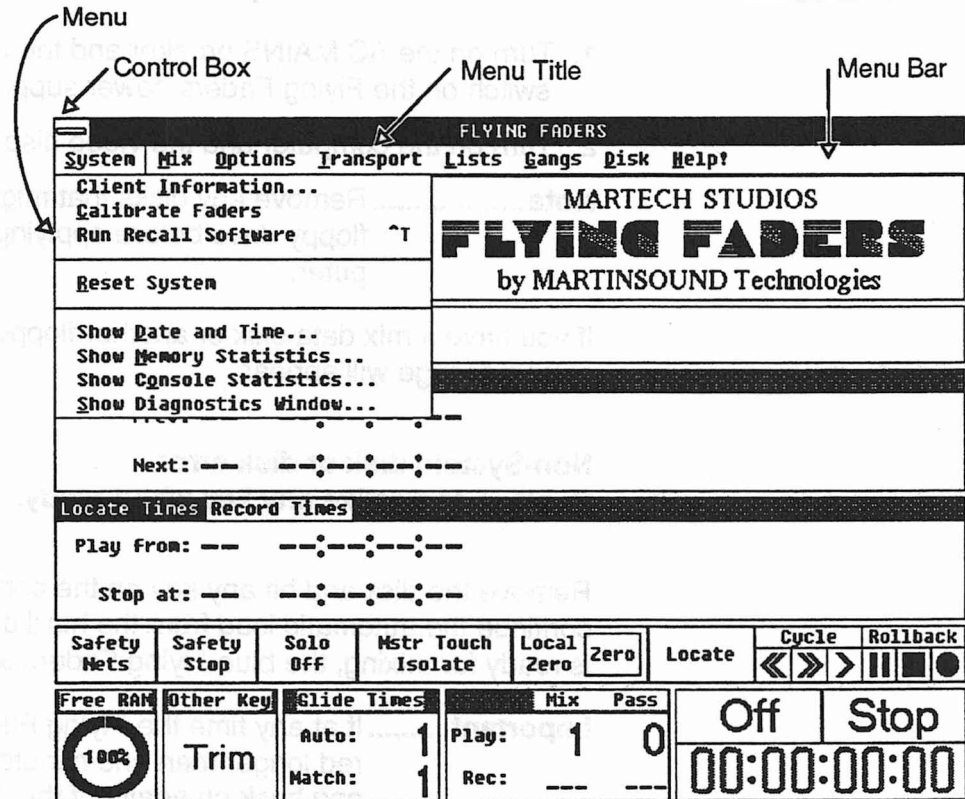 Menu
Control Box
Menu Title
Menu Bar
FLYING FADERS
System Mix Options Transport Lists Gangs Disk Help!
Client Information...
Calibrate Faders
Run Recall Software ^T
Reset System
Show Date and Time...
Show Memory Statistics...
Show Console Statistics...
Show Diagnostics Window...
MARTECH STUDIOS
FLYING FADERS
by MARTINSOUND Technologies
Next: -- --:--:--:--
Locate Times Record Times
Play from: -- --:--:--:--
Stop at: -- --:--:--:--
Safety Nets
Safety Stop
Solo Off
Mstr Touch Isolate
Local Zero
Zero
Locate
Cycle
Rollback
Free RAM
100%
Other Key
Trim
Glide Times
Auto: 1
Match: 1
Mix Pass
Play: 1 0
Rec: --- ---
Off Stop
00:00:00:00